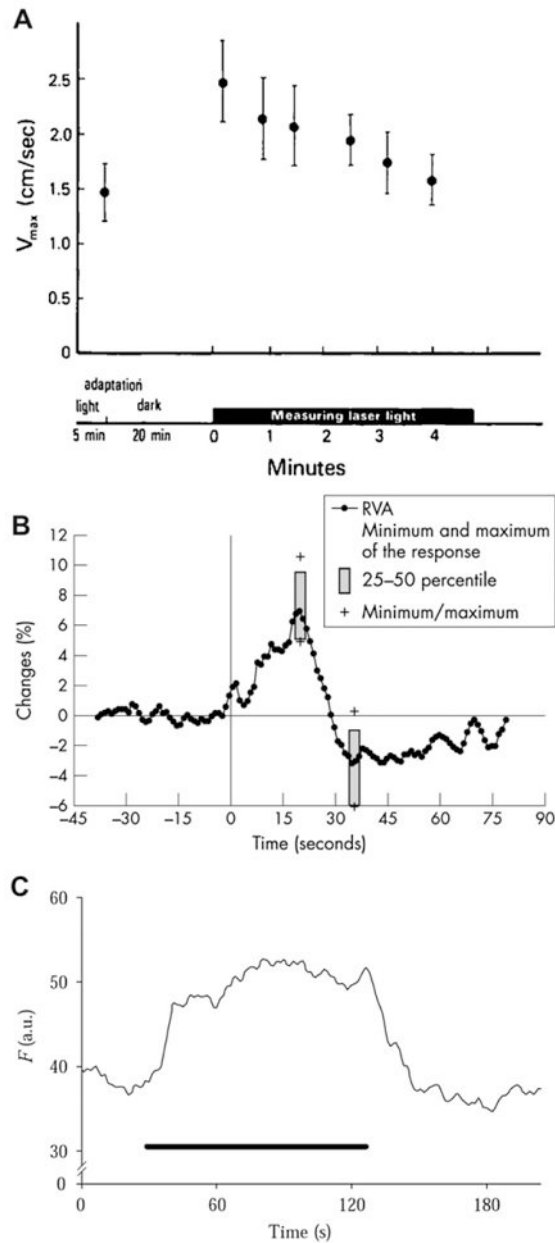 A
V_max (cm/sec)
2.5
2.0
1.5
1.0
0.5
0
adaptation
light dark
5 min 20 min 0 1 2 3 4
Measuring laser light
Minutes
B
RVA
Minimum and maximum
of the response
25–50 percentile
Minimum/maximum
Changes (%)
12
10
8
6
4
2
0
−2
−4
−6
−45 −30 −15 0 15 30 45 60 75 90
Time (seconds)
C
F (a.u.)
60
50
40
30
0
0 60 120 180
Time (s)